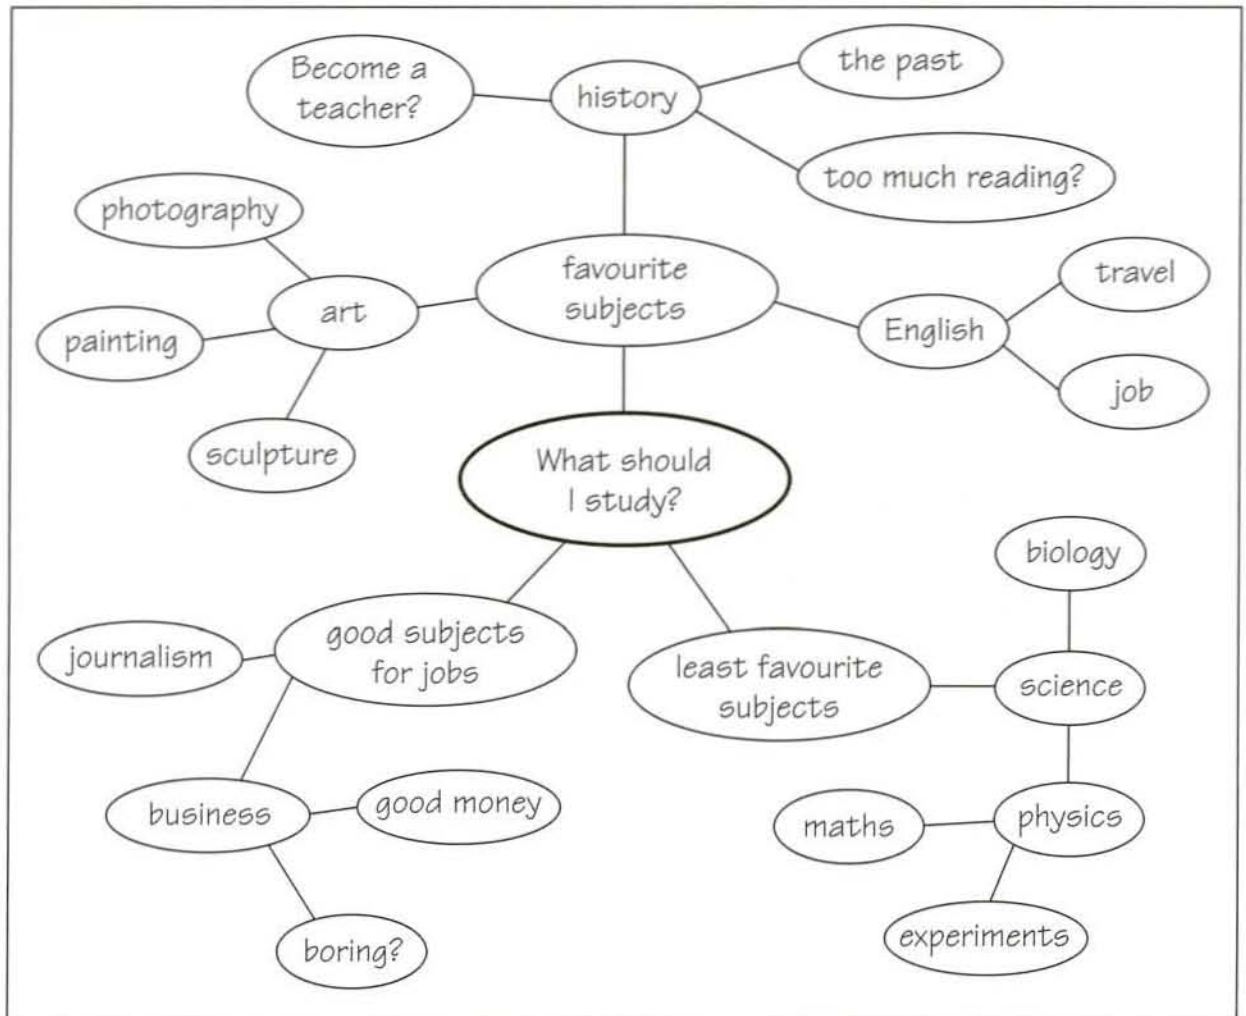 Become a
teacher?
history
the past
too much reading?
photography
favourite
subjects
travel
art
English
painting
job
sculpture
What should
I study?
biology
journalism
good subjects
for jobs
least favourite
subjects
science
business
good money
maths
physics
boring?
experiments